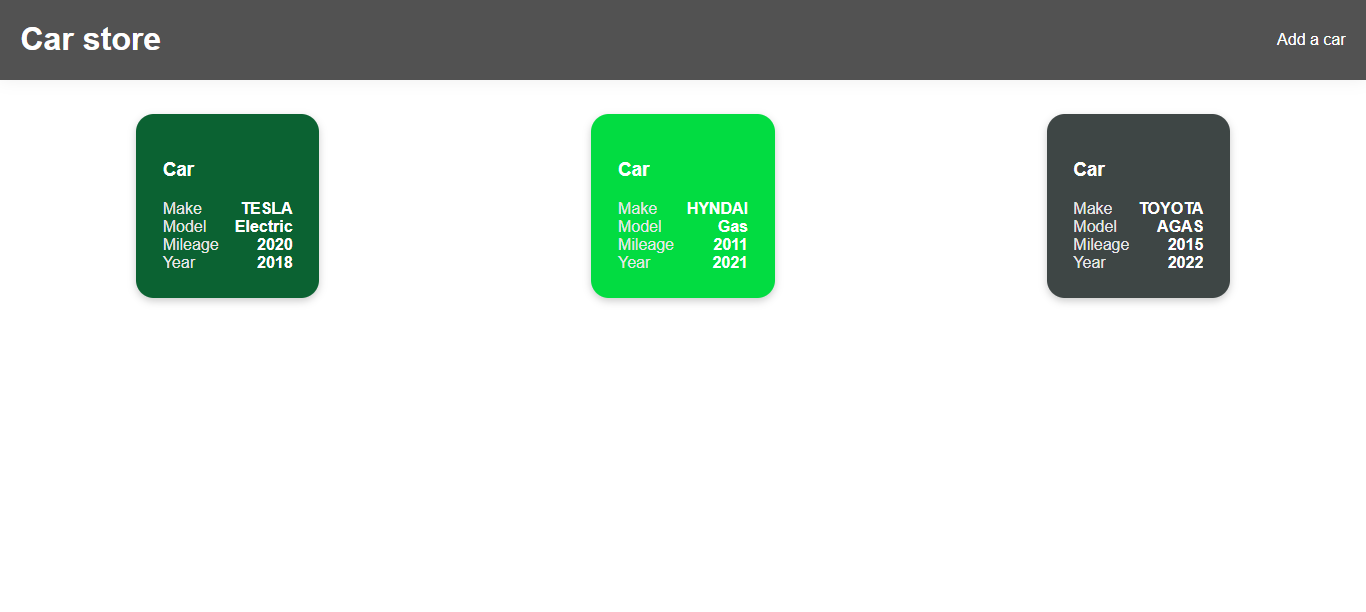 Car store
Add a car
Car
Make TESLA
Model Electric
Mileage 2020
Year 2018
Car
Make HYNDAI
Model Gas
Mileage 2011
Year 2021
Car
Make TOYOTA
Model AGAS
Mileage 2015
Year 2022